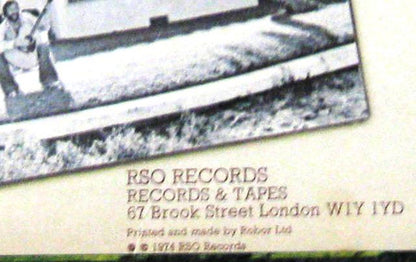 RSO RECORDS
RECORDS & TAPES
67 Brook Street London W1Y 1YD
Printed and made by Robor Ltd
℗ © 1974 RSO Records